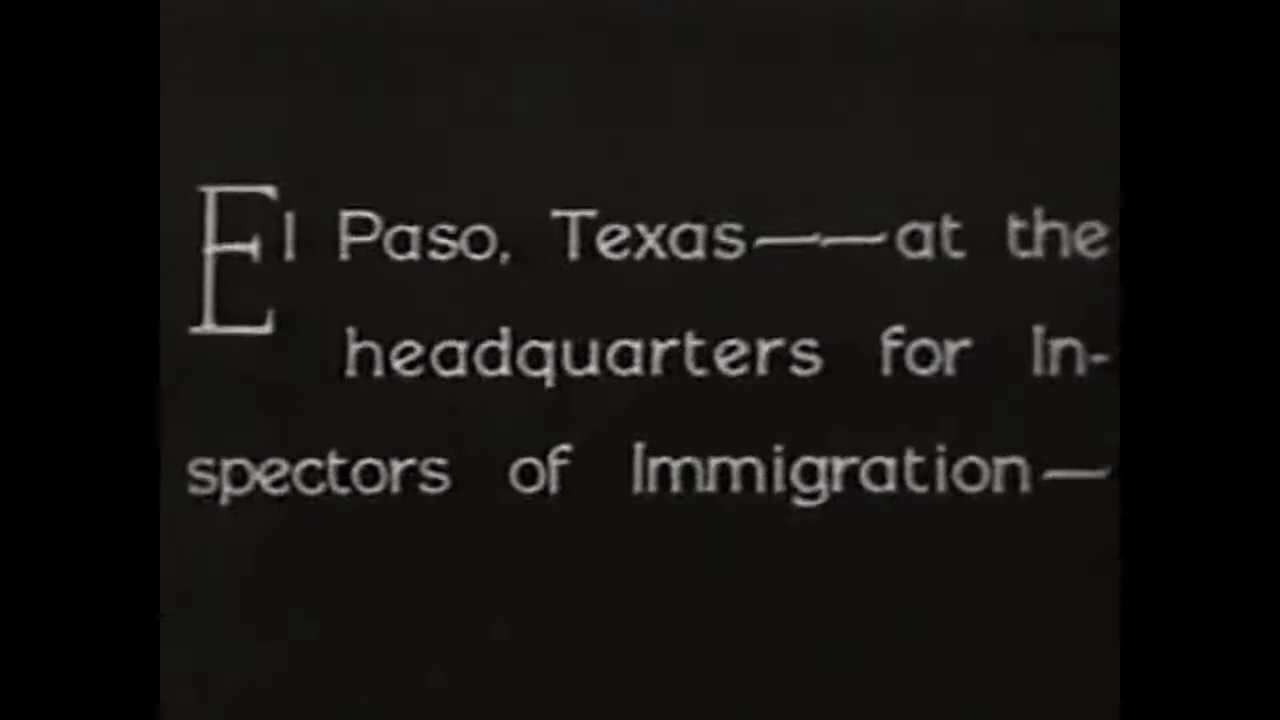 El Paso, Texas——at the
headquarters for In-
spectors of Immigration—